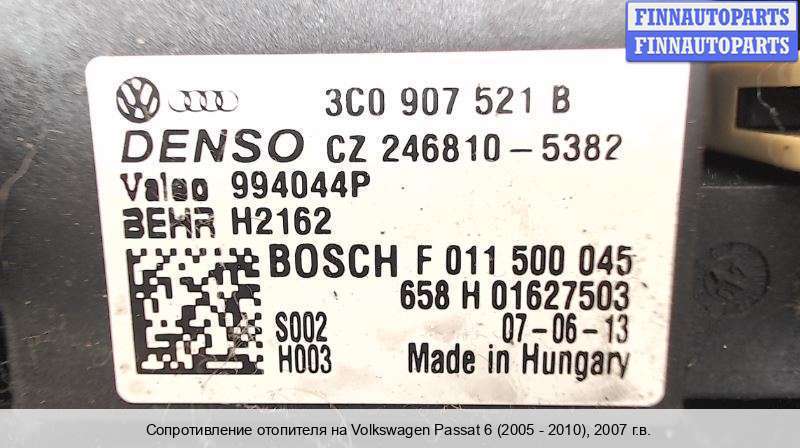 FINNAUTOPARTS
FINNAUTOPARTS
3C0 907 521 B
DENSO CZ 246810-5382
Valeo 994044P
BEHR H2162
BOSCH F 011 500 045
658 H 01627503
S002 07-06-13
H003 Made in Hungary
Сопротивление отопителя на Volkswagen Passat 6 (2005 - 2010), 2007 г.в.